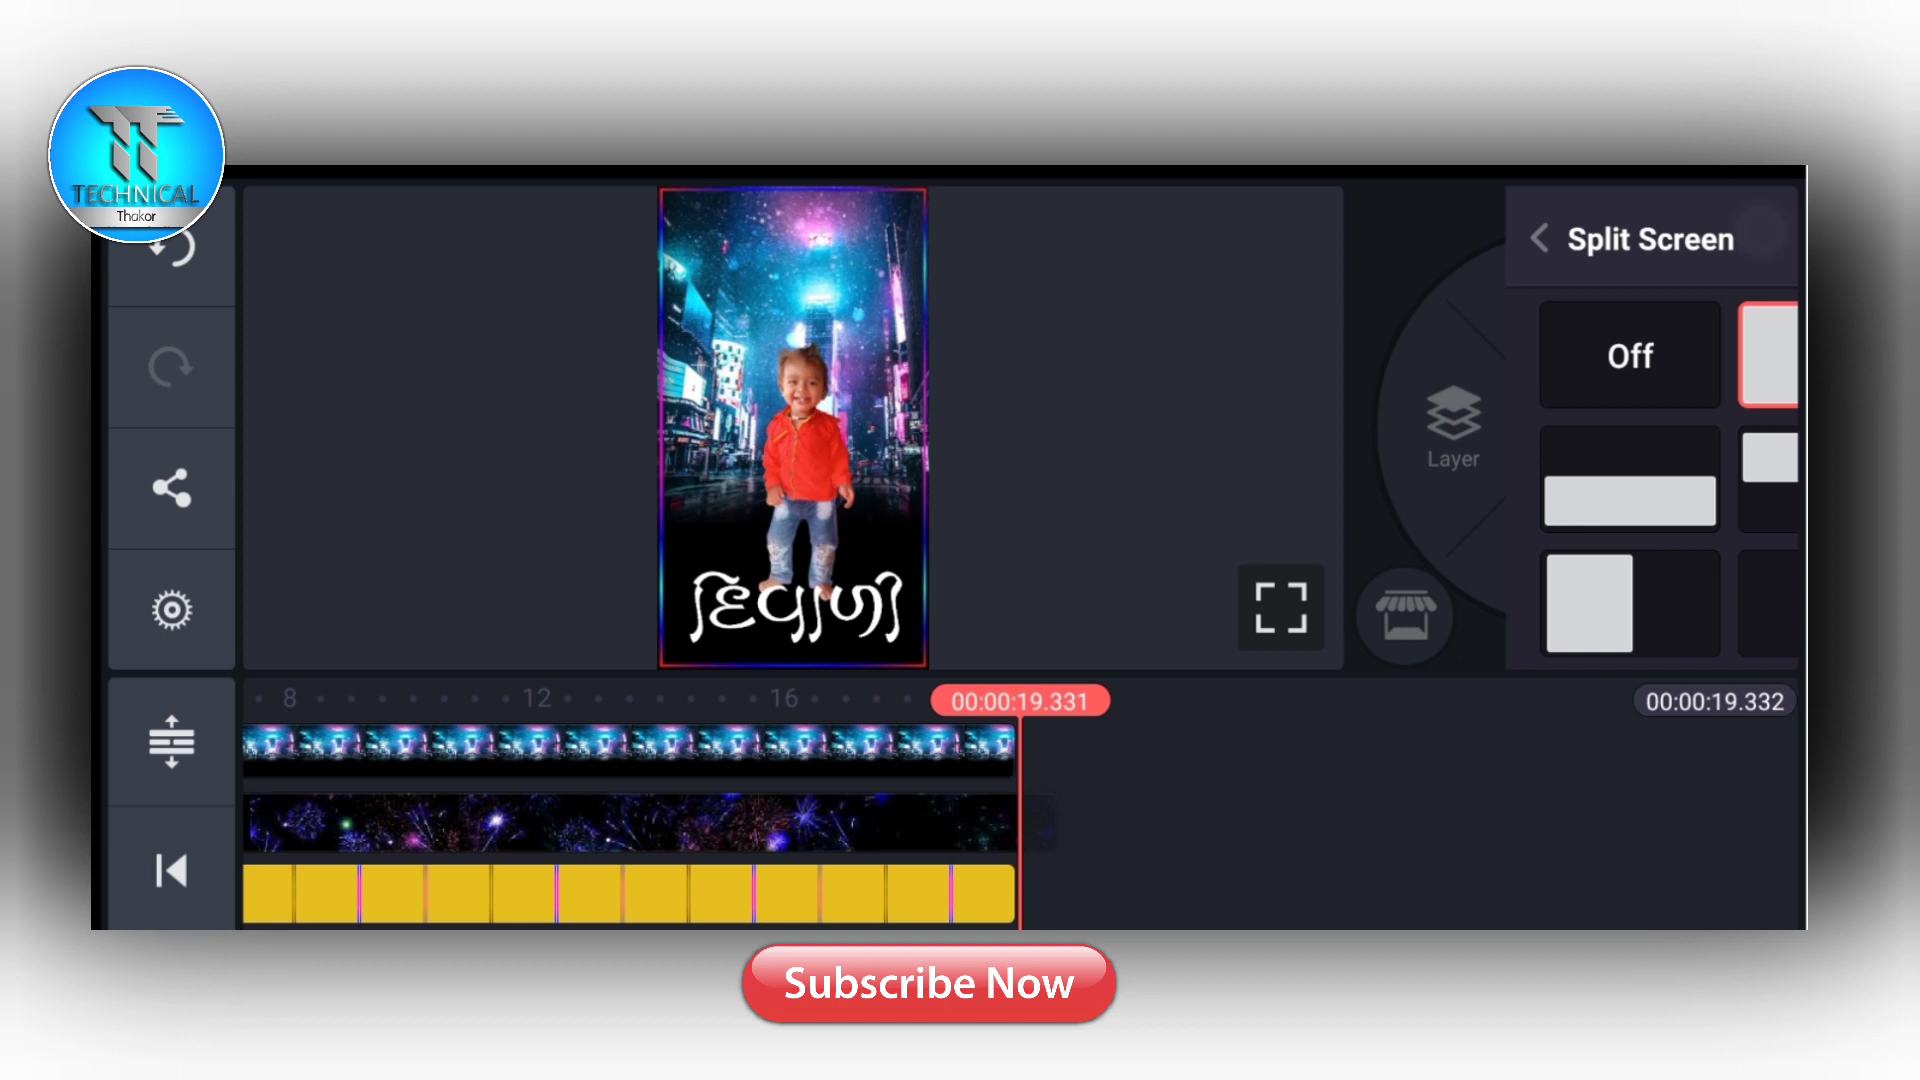 TECHNICAL
Thakor
Split Screen
Off
Layer
દિવાળી
8 12 16
00:00:19.331
00:00:19.332
Subscribe Now